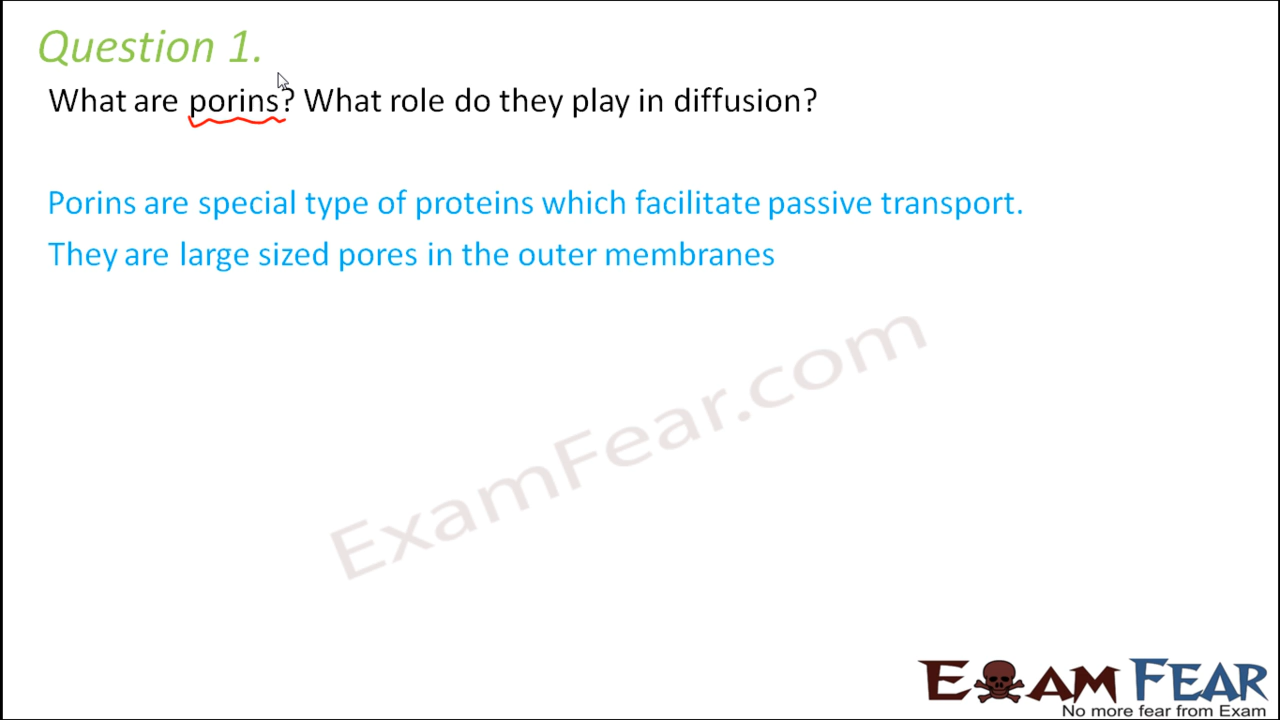 Question 1.
What are porins? What role do they play in diffusion?
Porins are special type of proteins which facilitate passive transport.
They are large sized pores in the outer membranes
ExamFear.com
EXAM FEAR
No more fear from Exam